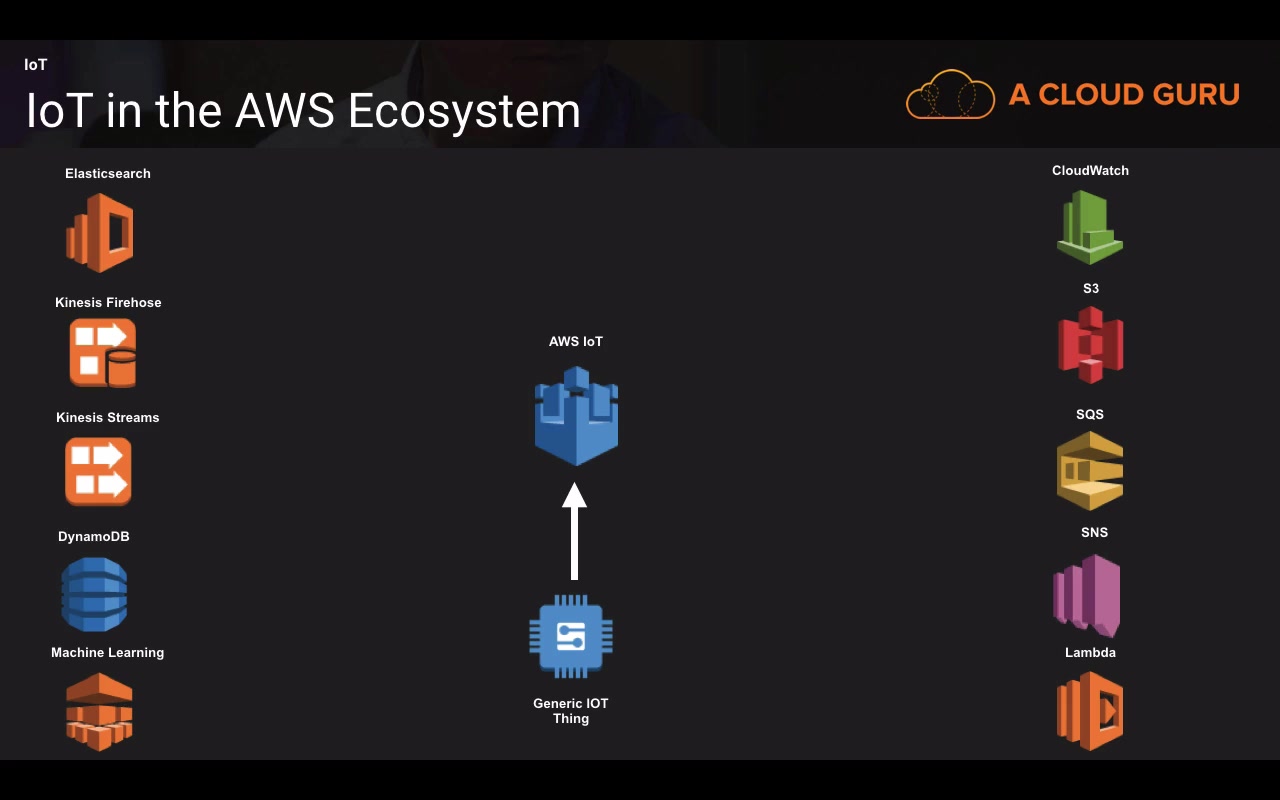 IoT
IoT in the AWS Ecosystem
A CLOUD GURU
Elasticsearch
Kinesis Firehose
Kinesis Streams
DynamoDB
Machine Learning
AWS IoT
Generic IOT
Thing
CloudWatch
S3
SQS
SNS
Lambda